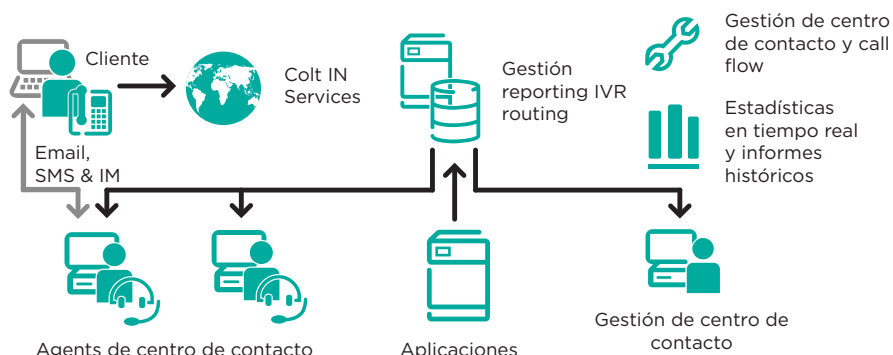 Cliente
Colt IN
Services
Gestión
reporting IVR
routing
Gestión de centro
de contacto y call
flow
Estadísticas
en tiempo real
y informes
históricos
Email,
SMS & IM
Agents de centro de contacto
Aplicaciones
Gestión de centro de
contacto